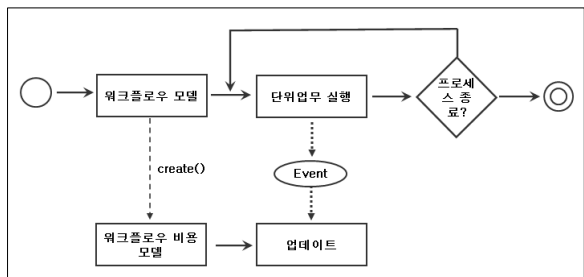 워크플로우 모델
단위업무 실행
프로세
스 종
료?
create()
Event
워크플로우 비용
모델
업데이트